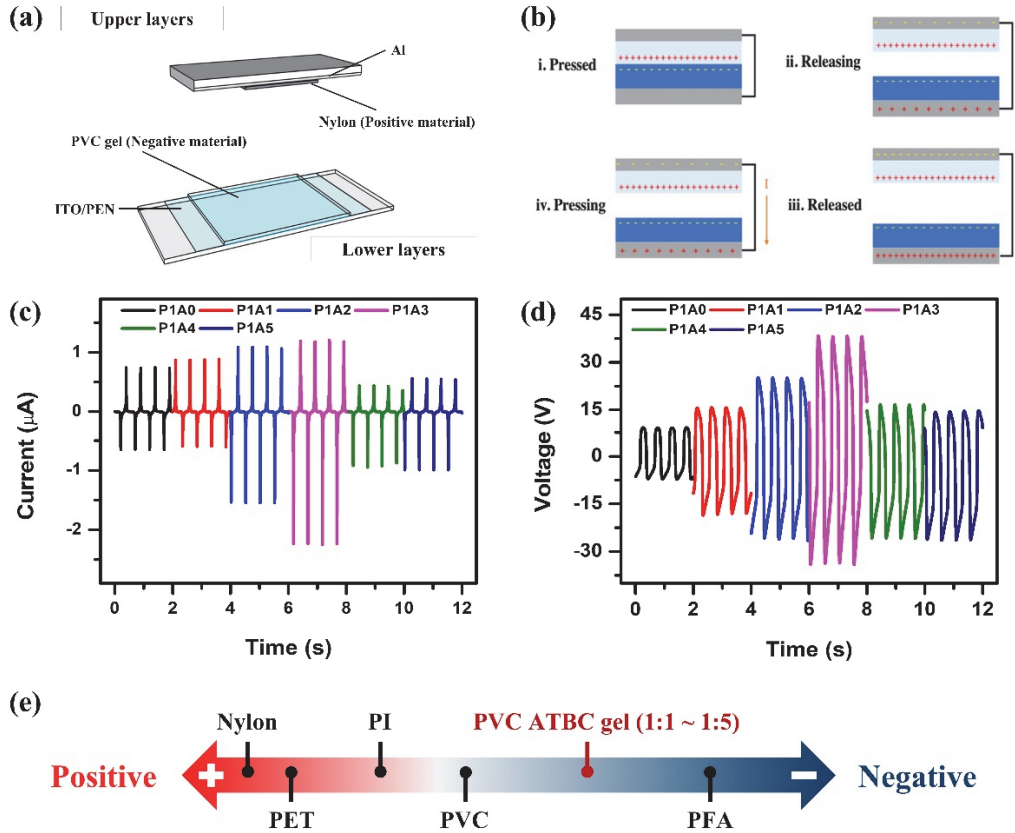 (a)
Upper layers
Al
Nylon (Positive material)
PVC gel (Negative material)
ITO/PEN
Lower layers
(b)
i. Pressed
ii. Releasing
iv. Pressing
I
iii. Released
(c)
P1A0 P1A1 P1A2 P1A3
P1A4 P1A5
1
0
-1
-2
Current (μA)
0 2 4 6 8 10 12
Time (s)
(d)
P1A0 P1A1 P1A2 P1A3
P1A4 P1A5
45
30
15
0
-15
-30
Voltage (V)
0 2 4 6 8 10 12
Time (s)
(e)
Nylon PI PVC ATBC gel (1:1 ~ 1:5)
Positive + − Negative
PET PVC PFA